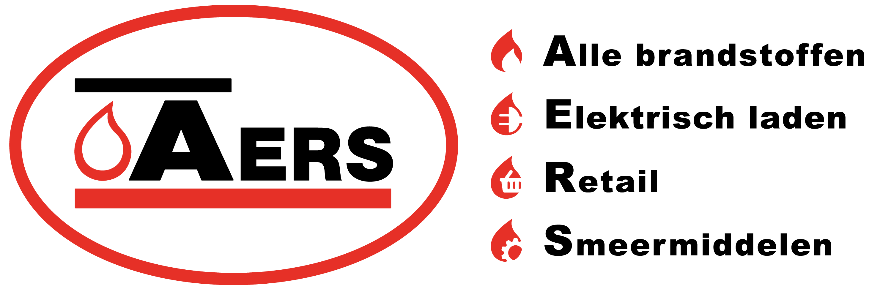 AERS
Alle brandstoffen
Elektrisch laden
Retail
Smeermiddelen